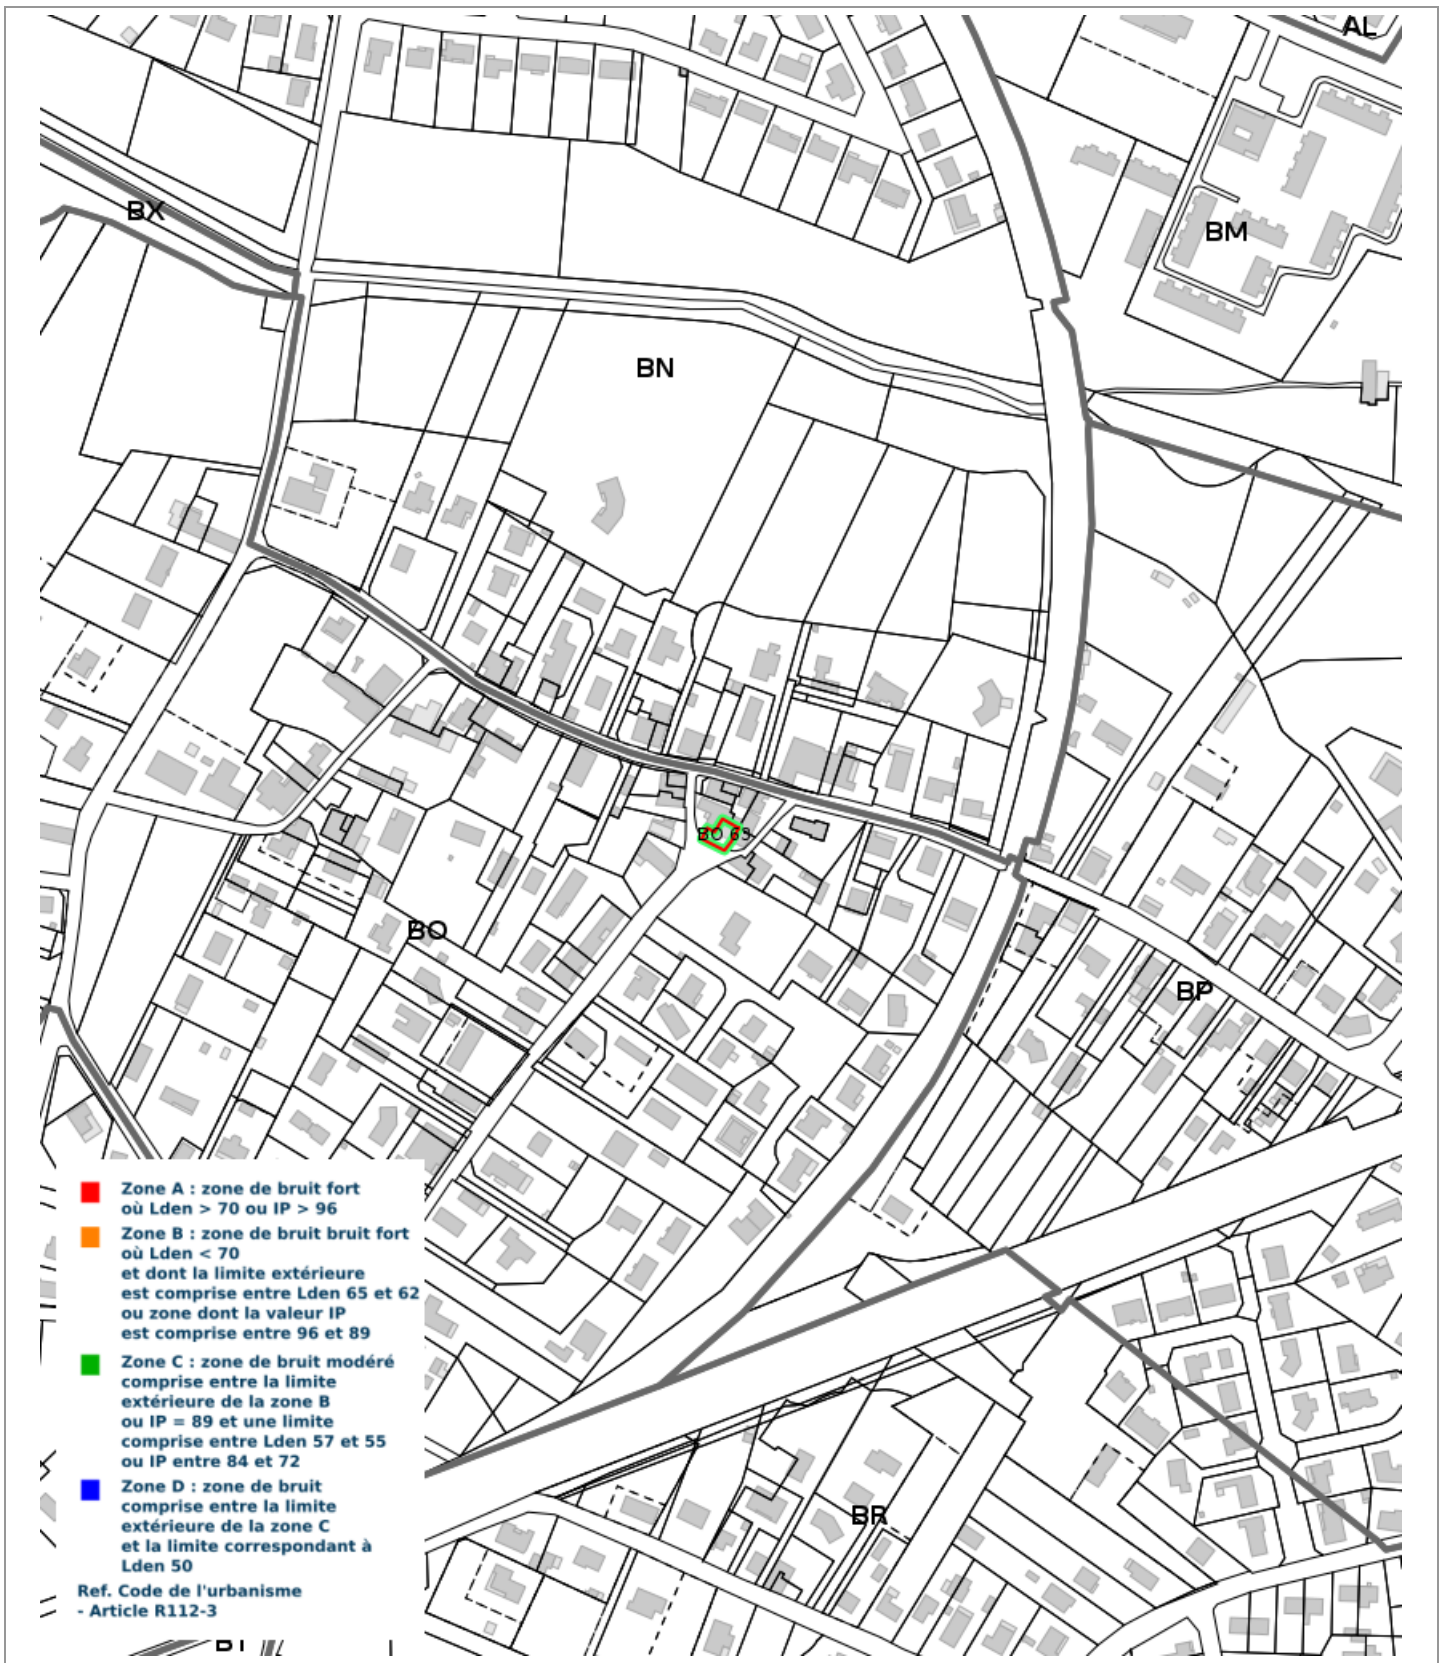 AL
BX
BM
BN
BO 63
BO
BP
Zone A : zone de bruit fort
où Lden > 70 ou IP > 96
Zone B : zone de bruit bruit fort
où Lden < 70
et dont la limite extérieure
est comprise entre Lden 65 et 62
ou zone dont la valeur IP
est comprise entre 96 et 89
Zone C : zone de bruit modéré
comprise entre la limite
extérieure de la zone B
ou IP = 89 et une limite
comprise entre Lden 57 et 55
ou IP entre 84 et 72
Zone D : zone de bruit
comprise entre la limite
extérieure de la zone C
et la limite correspondant à
Lden 50
Ref. Code de l'urbanisme
- Article R112-3
BR